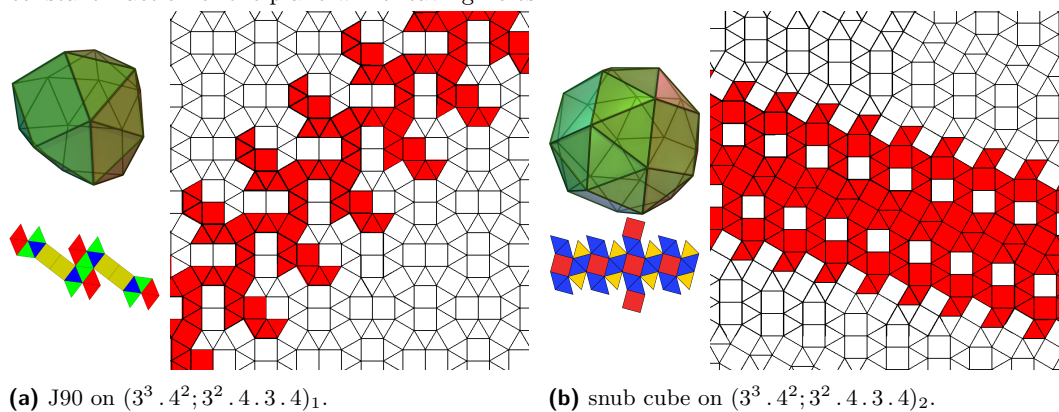 (a) J90 on (3³ . 4²; 3² . 4 . 3 . 4)₁.
(b) snub cube on (3³ . 4²; 3² . 4 . 3 . 4)₂.